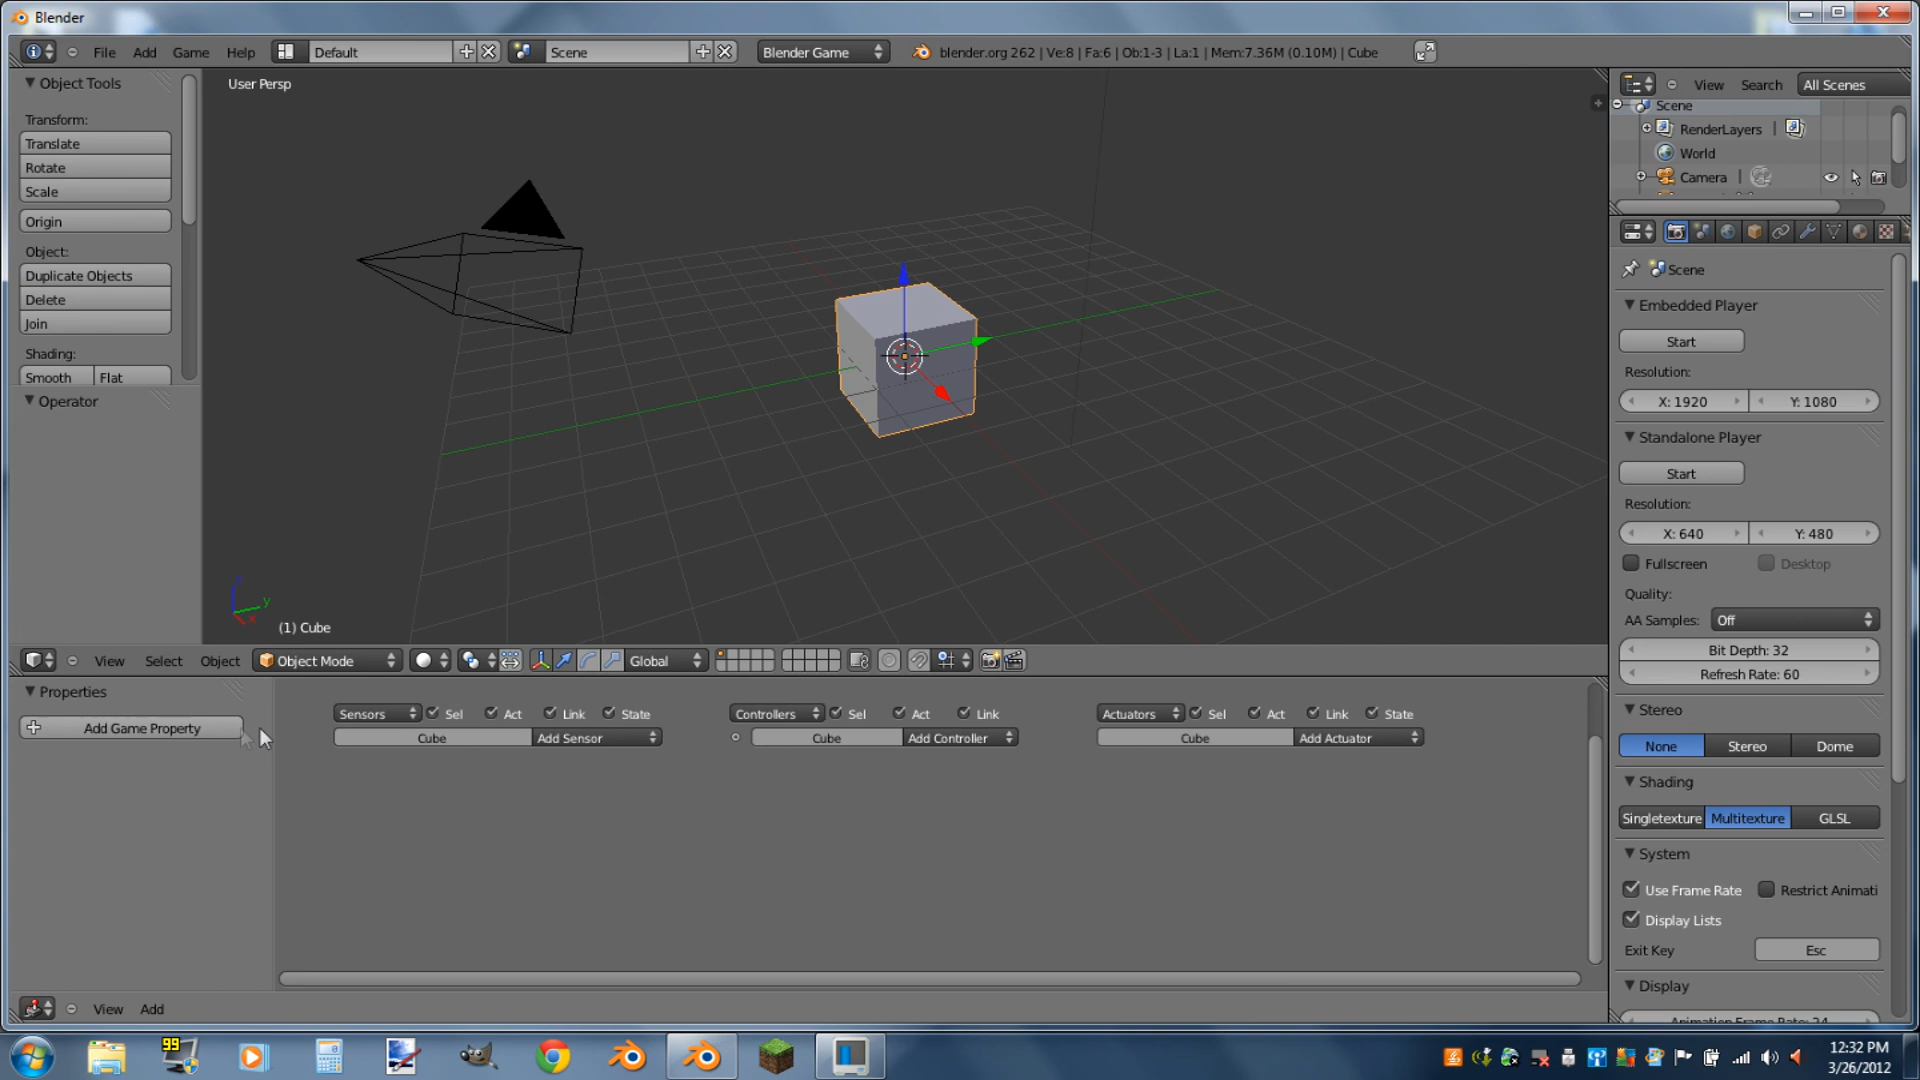 Blender
File Add Game Help Default Scene Blender Game blender.org 262 | Ve:8 | Fa:6 | Ob:1-3 | La:1 | Mem:7.36M (0.10M) | Cube
Object Tools
Transform:
Translate
Rotate
Scale
Origin
Object:
Duplicate Objects
Delete
Join
Shading:
Smooth Flat
Operator
User Persp
y
x
(1) Cube
View Search All Scenes
Scene
RenderLayers
World
Camera
Scene
Embedded Player
Start
Resolution:
X: 1920 Y: 1080
Standalone Player
Start
Resolution:
X: 640 Y: 480
Fullscreen Desktop
Quality:
AA Samples: Off
Bit Depth: 32
Refresh Rate: 60
Stereo
None Stereo Dome
Shading
Singletexture Multitexture GLSL
System
Use Frame Rate Restrict Animati
Display Lists
Exit Key Esc
Display
Animation Frame Rate: 24
View Select Object Object Mode Global
Properties
Add Game Property
Sensors Sel Act Link State Controllers Sel Act Link Actuators Sel Act Link State
Cube Add Sensor Cube Add Controller Cube Add Actuator
View Add
99
12:32 PM
3/26/2012